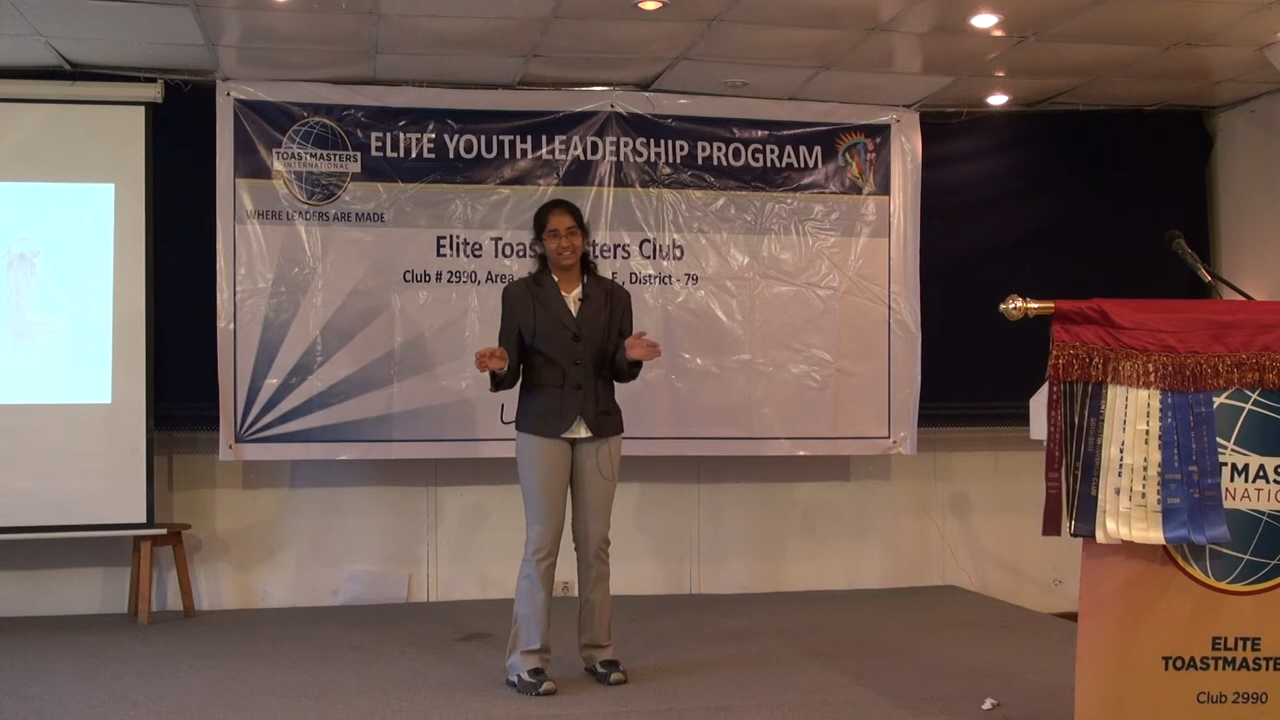 ELITE YOUTH LEADERSHIP PROGRAM
TOASTMASTERS
INTERNATIONAL
WHERE LEADERS ARE MADE
Elite Toas ters Club
Club # 2990, Area F, District - 79
TMAS
NATIO
ELITE
TOASTMASTE
Club 2990